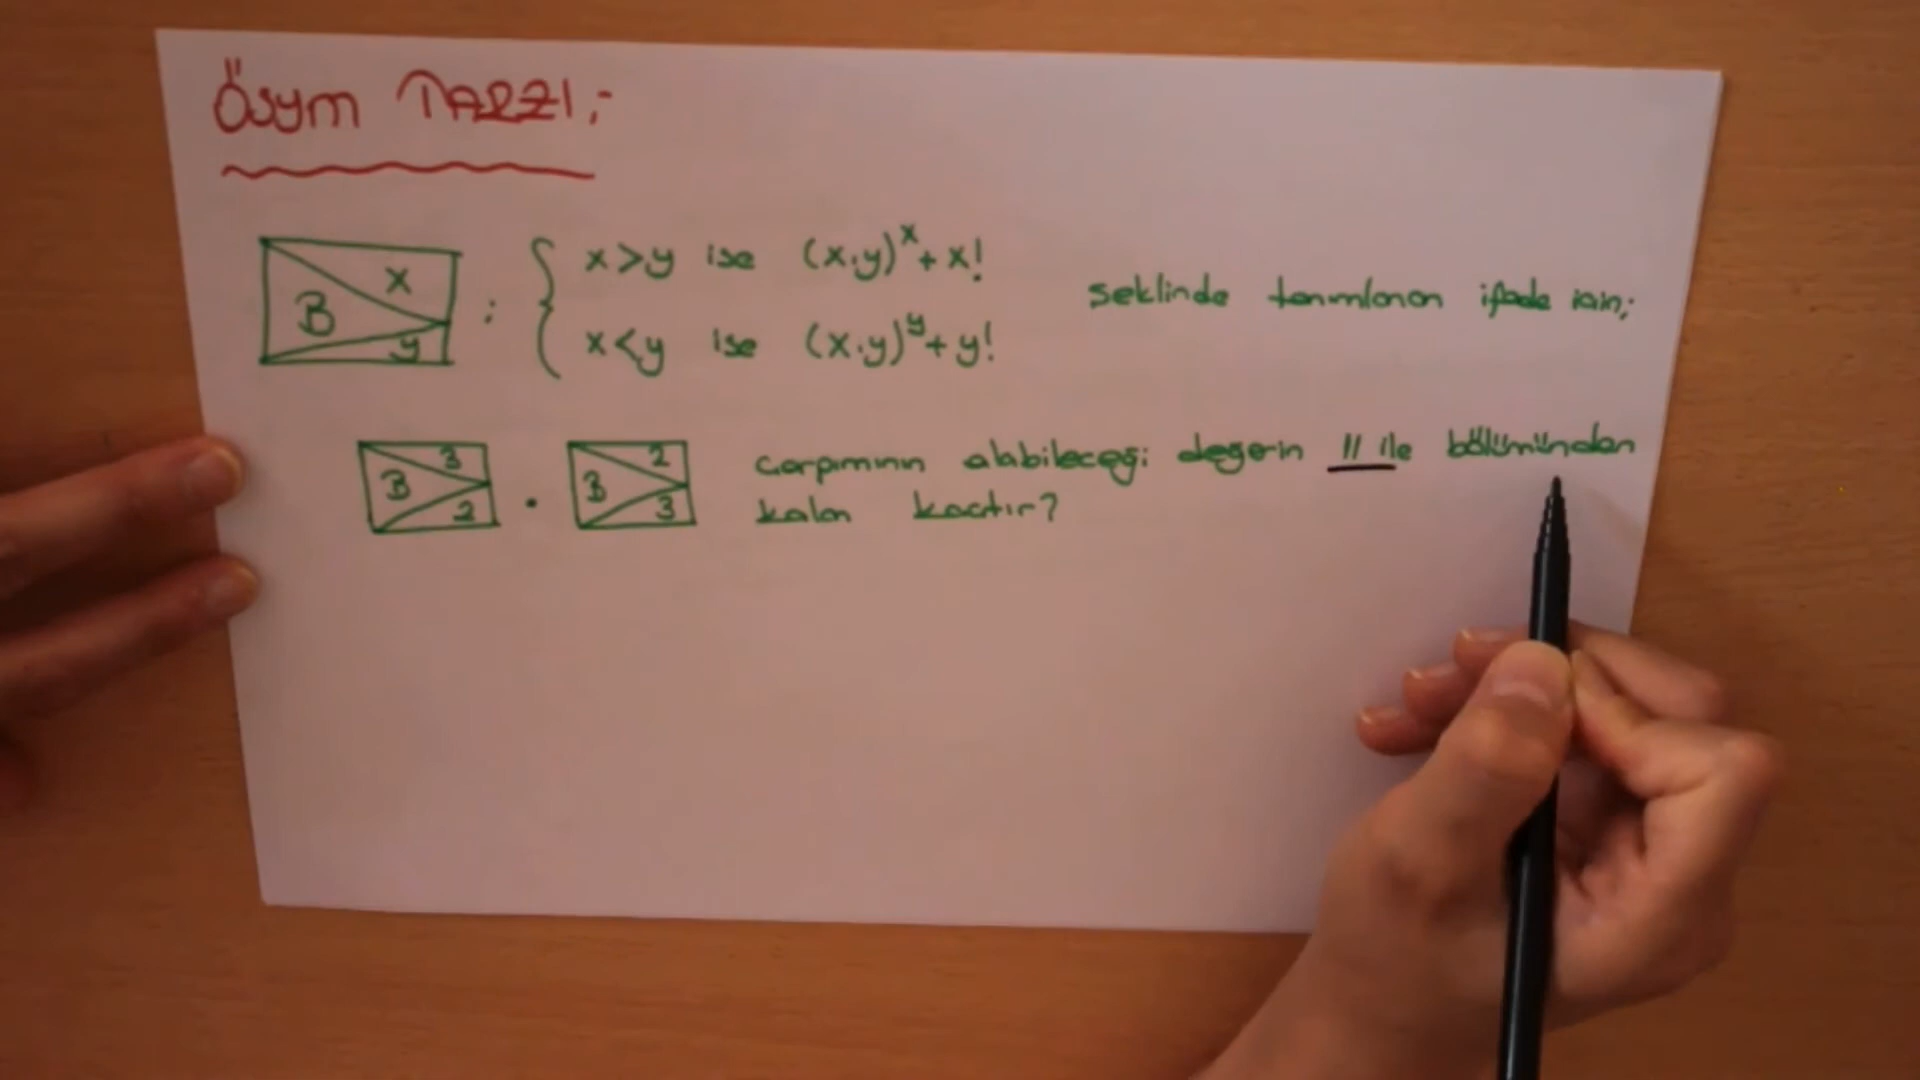 Ösym TARZI:
B x y : { x>y ise (x.y)^x + x!
x<y ise (x.y)^y + y!
şeklinde tanımlanan ifade için;
B 3 2 . B 2 3 çarpımının alabileceği değerin 11 ile bölümünden
kalan kaçtır?